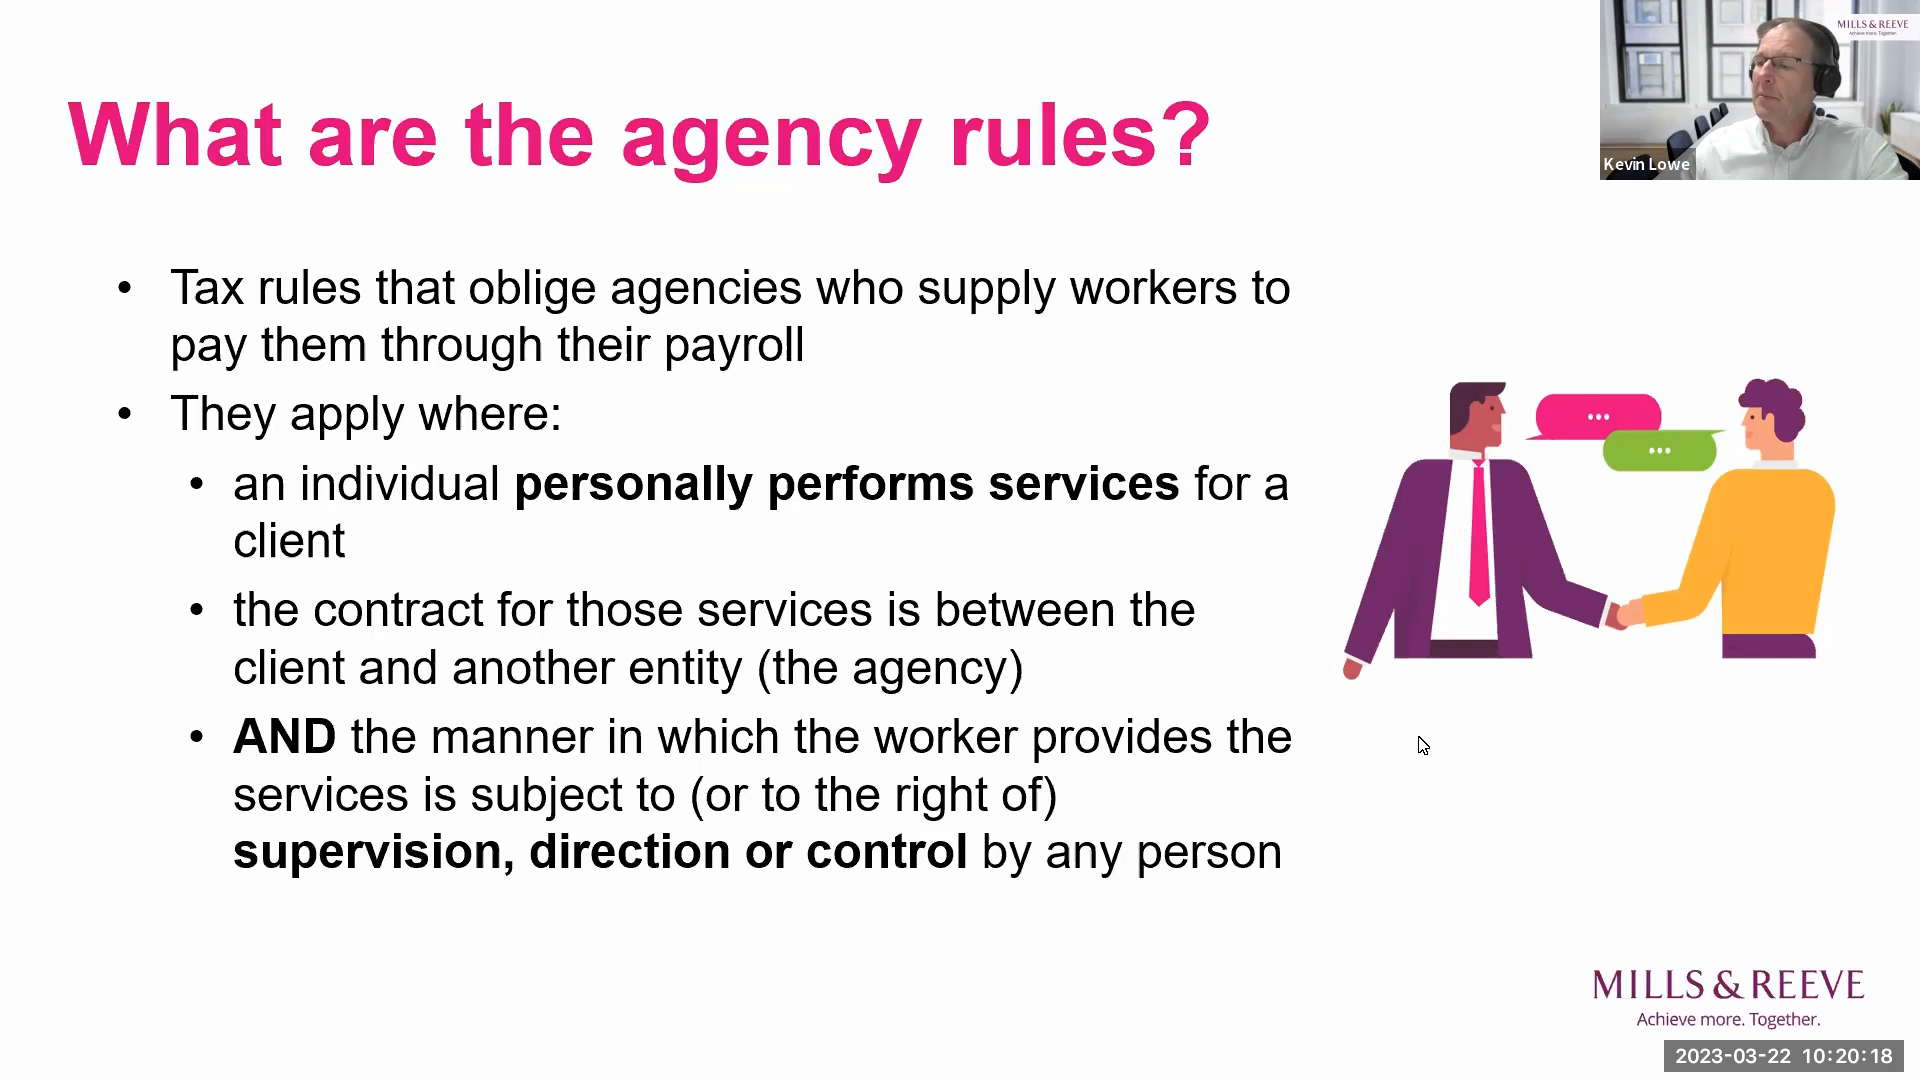 MILLS & REEVE
Achieve more. Together.
Kevin Lowe
What are the agency rules?
• Tax rules that oblige agencies who supply workers to
pay them through their payroll
• They apply where:
• an individual personally performs services for a
client
• the contract for those services is between the
client and another entity (the agency)
• AND the manner in which the worker provides the
services is subject to (or to the right of)
supervision, direction or control by any person
MILLS & REEVE
Achieve more. Together.
2023-03-22 10:20:18